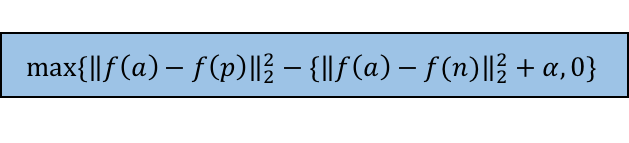 max{‖f(a) − f(p)‖₂² − {‖f(a) − f(n)‖₂² + α, 0}